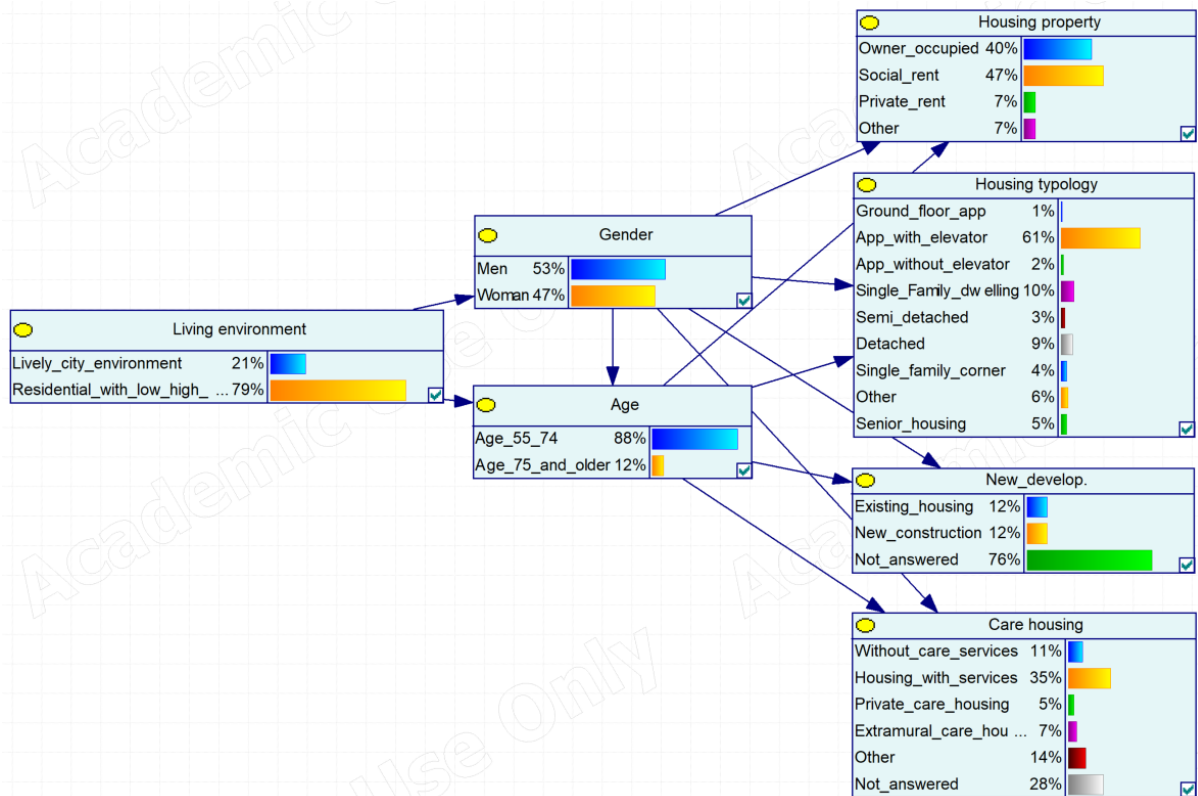 Academic
Academic
Housing property
Owner_occupied 40%
Social_rent 47%
Private_rent 7%
Other 7%
Housing typology
Ground_floor_app 1%
App_with_elevator 61%
App_without_elevator 2%
Single_Family_dw elling 10%
Semi_detached 3%
Detached 9%
Single_family_corner 4%
Other 6%
Senior_housing 5%
Gender
Men 53%
Woman 47%
Living environment
Lively_city_environment 21%
Residential_with_low_high_ ... 79%
Age
Age_55_74 88%
Age_75_and_older 12%
New_develop.
Existing_housing 12%
New_construction 12%
Not_answered 76%
Care housing
Without_care_services 11%
Housing_with_services 35%
Private_care_housing 5%
Extramural_care_hou ... 7%
Other 14%
Not_answered 28%
Academic
Use Only